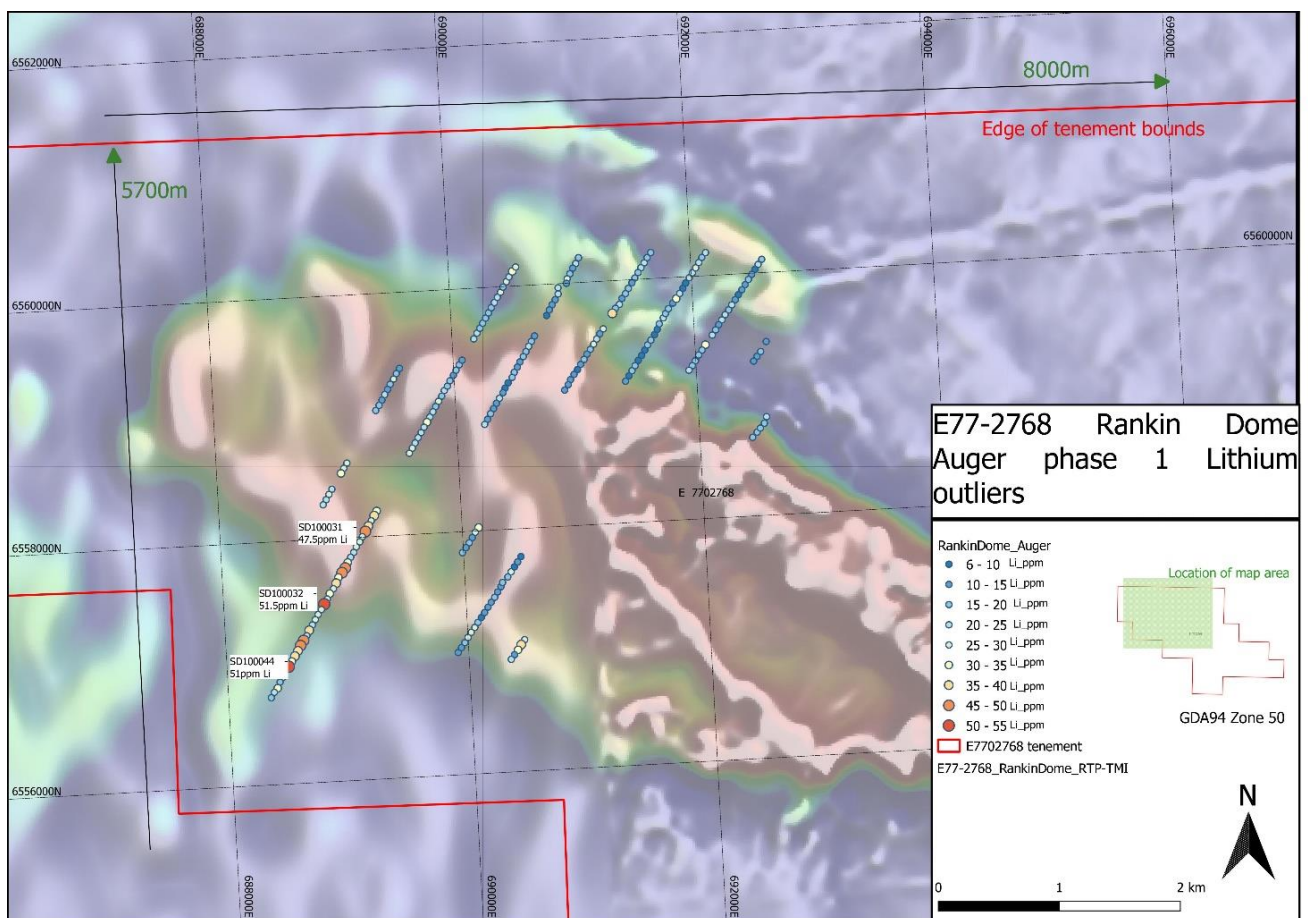 688000E
690000E
692000E
694000E
696000E
6562000N
8000m
Edge of tenement bounds
5700m
6560000N
6560000N
E 7702768
SD100031
47.5ppm Li
6558000N
SD100032
51.5ppm Li
SD100044
51ppm Li
6556000N
688000E
690000E
692000E
E77-2768 Rankin Dome
Auger phase 1 Lithium
outliers
RankinDome_Auger
6 - 10 Li_ppm
10 - 15 Li_ppm
15 - 20 Li_ppm
20 - 25 Li_ppm
25 - 30 Li_ppm
30 - 35 Li_ppm
35 - 40 Li_ppm
45 - 50 Li_ppm
50 - 55 Li_ppm
E7702768 tenement
E77-2768_RankinDome_RTP-TMI
Location of map area
GDA94 Zone 50
N
0 1 2 km